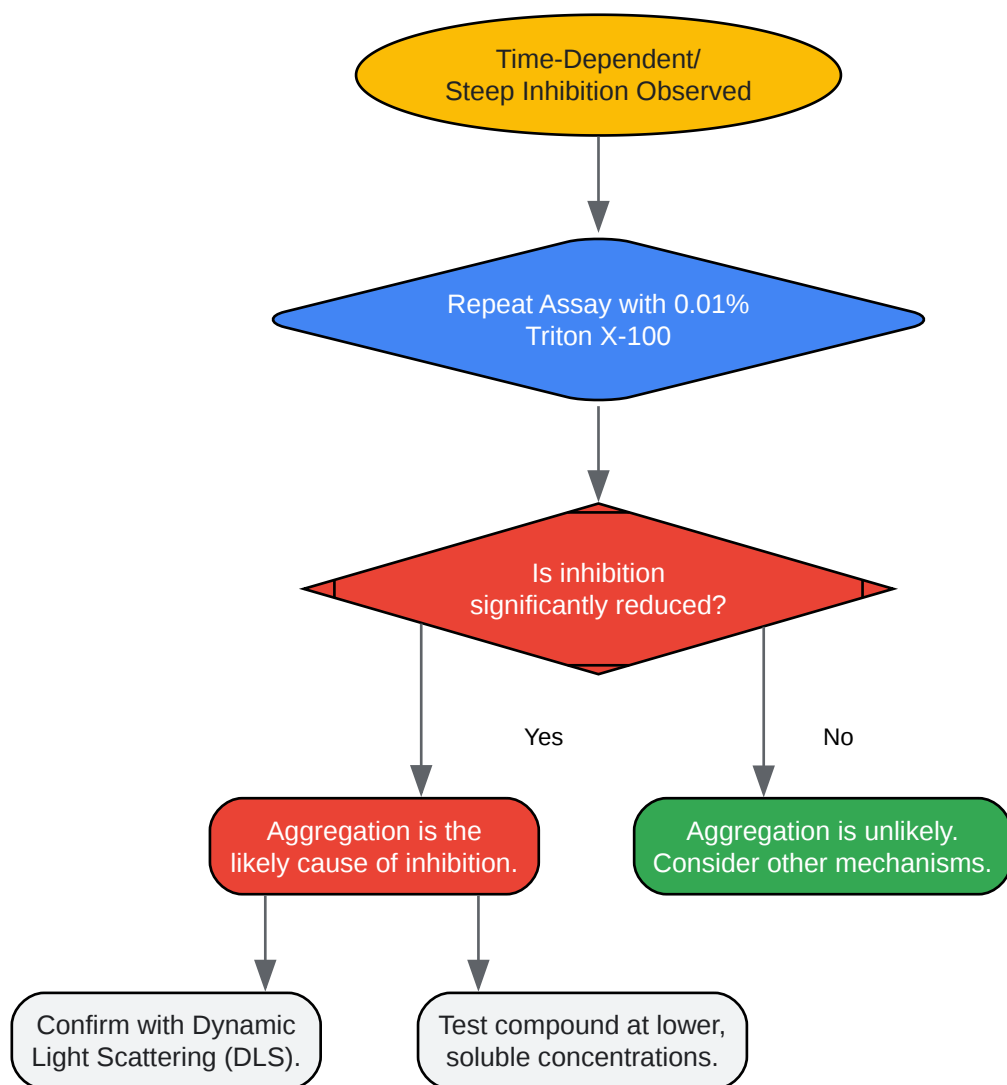 Time-Dependent/
Steep Inhibition Observed
Repeat Assay with 0.01%
Triton X-100
Is inhibition
significantly reduced?
Yes
No
Aggregation is the
likely cause of inhibition.
Aggregation is unlikely.
Consider other mechanisms.
Confirm with Dynamic
Light Scattering (DLS).
Test compound at lower,
soluble concentrations.